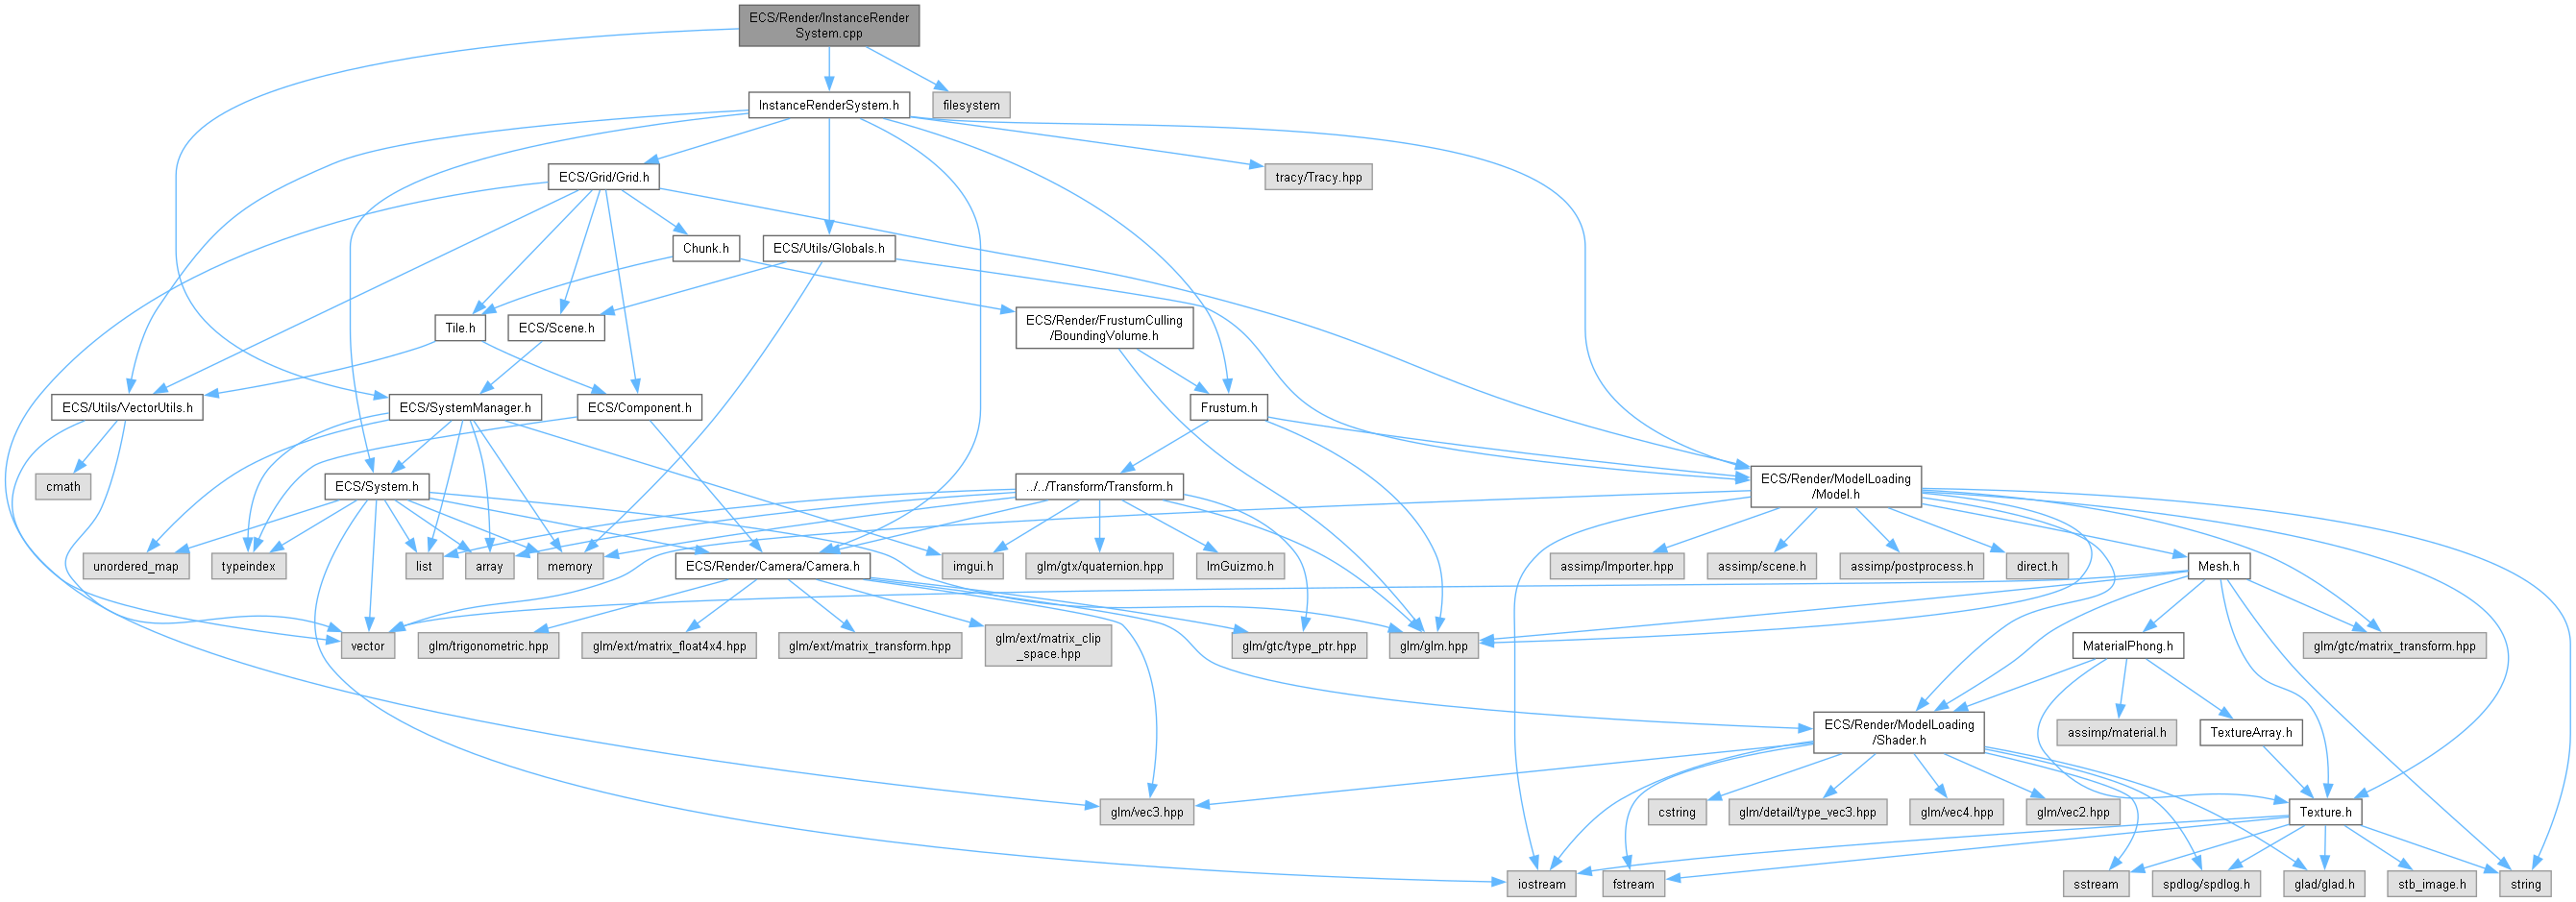 ECS/Render/InstanceRender
System.cpp
InstanceRenderSystem.h
filesystem
ECS/Grid/Grid.h
tracy/Tracy.hpp
Chunk.h
ECS/Utils/Globals.h
Tile.h
ECS/Scene.h
ECS/Render/FrustumCulling
/BoundingVolume.h
ECS/Utils/VectorUtils.h
ECS/SystemManager.h
ECS/Component.h
Frustum.h
cmath
ECS/System.h
../../Transform/Transform.h
ECS/Render/ModelLoading
/Model.h
unordered_map
typeindex
list
array
memory
ECS/Render/Camera/Camera.h
imgui.h
glm/gtx/quaternion.hpp
ImGuizmo.h
assimp/Importer.hpp
assimp/scene.h
assimp/postprocess.h
direct.h
Mesh.h
vector
glm/trigonometric.hpp
glm/ext/matrix_float4x4.hpp
glm/ext/matrix_transform.hpp
glm/ext/matrix_clip
_space.hpp
glm/gtc/type_ptr.hpp
glm/glm.hpp
MaterialPhong.h
glm/gtc/matrix_transform.hpp
ECS/Render/ModelLoading
/Shader.h
assimp/material.h
TextureArray.h
glm/vec3.hpp
cstring
glm/detail/type_vec3.hpp
glm/vec4.hpp
glm/vec2.hpp
Texture.h
iostream
fstream
sstream
spdlog/spdlog.h
glad/glad.h
stb_image.h
string